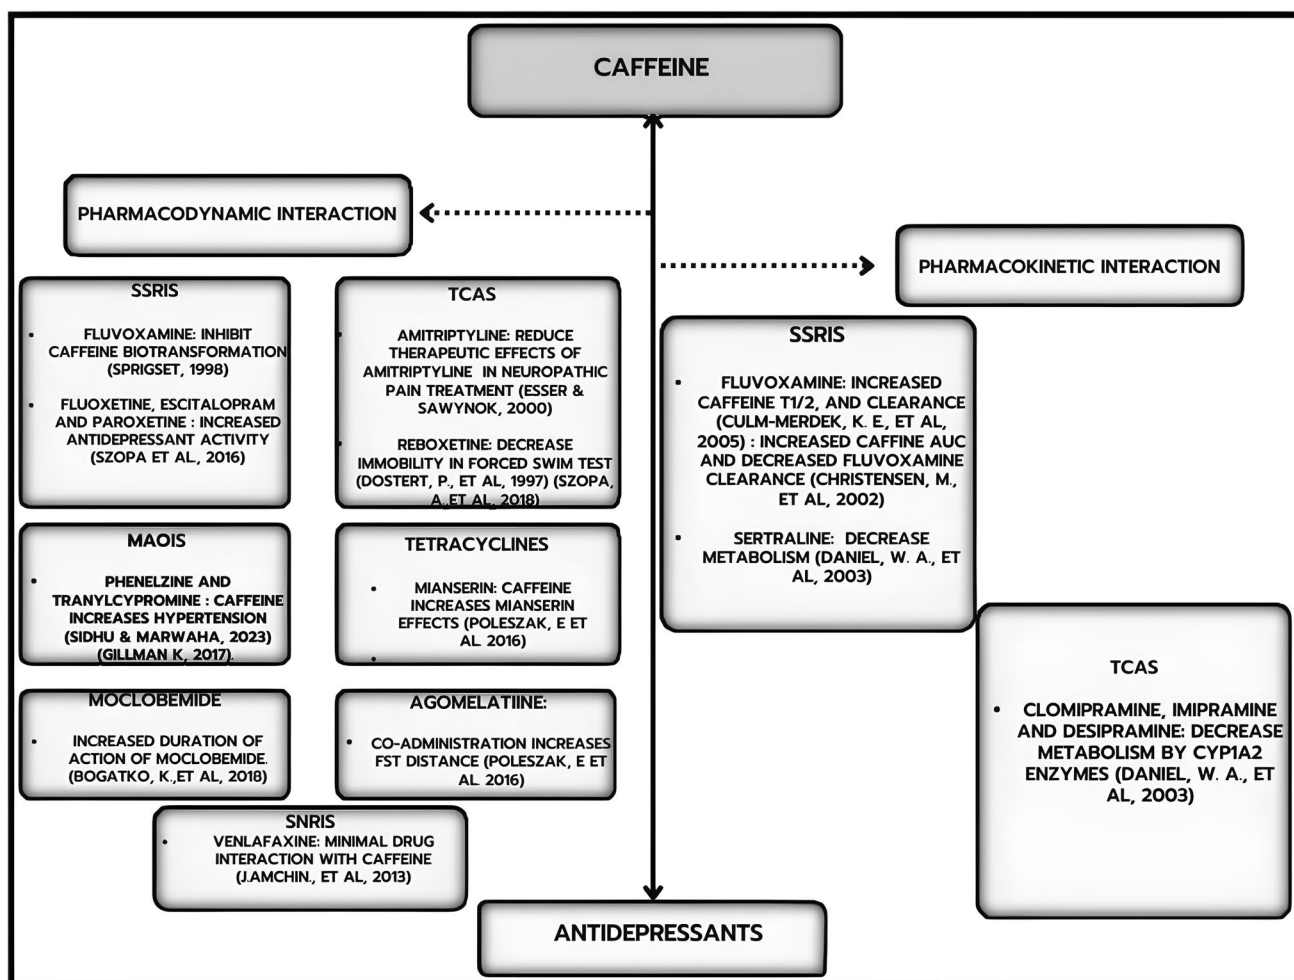 CAFFEINE
PHARMACODYNAMIC INTERACTION
PHARMACOKINETIC INTERACTION
SSRIS
• FLUVOXAMINE: INHIBIT
CAFFEINE BIOTRANSFORMATION
(SPRIGSET, 1998)
• FLUOXETINE, ESCITALOPRAM
AND PAROXETINE : INCREASED
ANTIDEPRESSANT ACTIVITY
(SZOPA ET AL., 2016)
TCAS
• AMITRIPTYLINE: REDUCE
THERAPEUTIC EFFECTS OF
AMITRIPTYLINE IN NEUROPATHIC
PAIN TREATMENT (ESSER &
SAWYNOK, 2000)
• REBOXETINE: DECREASE
IMMOBILITY IN FORCED SWIM TEST
(DOSTERT, P., ET AL, 1997) (SZOPA,
A.,ET AL, 2018)
MAOIS
• PHENELZINE AND
TRANYLCYPROMINE : CAFFEINE
INCREASES HYPERTENSION
(SIDHU & MARWAHA, 2023)
(GILLMAN K, 2017).
TETRACYCLINES
• MIANSERIN: CAFFEINE
INCREASES MIANSERIN
EFFECTS (POLESZAK, E ET
AL. 2016)
•
MOCLOBEMIDE
• INCREASED DURATION OF
ACTION OF MOCLOBEMIDE.
(BOGATKO, K.,ET AL, 2018)
AGOMELATIINE:
• CO-ADMINISTRATION INCREASES
FST DISTANCE (POLESZAK, E ET
AL. 2016)
SNRIS
• VENLAFAXINE: MINIMAL DRUG
INTERACTION WITH CAFFEINE
(J.AMCHIN., ET AL, 2013)
SSRIS
• FLUVOXAMINE: INCREASED
CAFFEINE T1/2, AND CLEARANCE
(CULM-MERDEK, K. E., ET AL,
2005) : INCREASED CAFFINE AUC
AND DECREASED FLUVOXAMINE
CLEARANCE (CHRISTENSEN, M.,
ET AL, 2002)
• SERTRALINE: DECREASE
METABOLISM (DANIEL, W. A., ET
AL, 2003)
TCAS
• CLOMIPRAMINE, IMIPRAMINE
AND DESIPRAMINE: DECREASE
METABOLISM BY CYP1A2
ENZYMES (DANIEL, W. A., ET
AL, 2003)
ANTIDEPRESSANTS